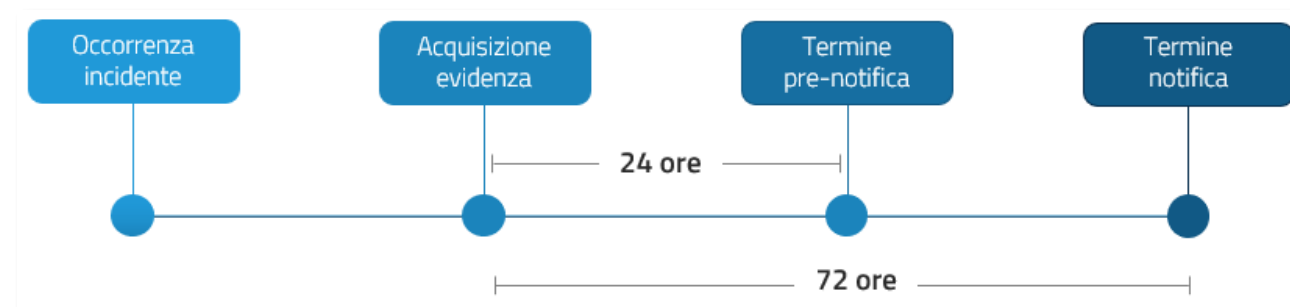 Occorrenza
incidente
Acquisizione
evidenza
Termine
pre-notifica
Termine
notifica
24 ore
72 ore